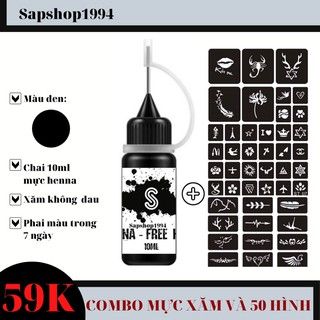 Sapshop1994
Màu đen:
Chai 10ml
mực henna
Xăm không đau
Phai màu trong
7 ngày
S
Sapshop1994
NA - FREE H
10ML
59K
COMBO MỰC XĂM VÀ 50 HÌNH